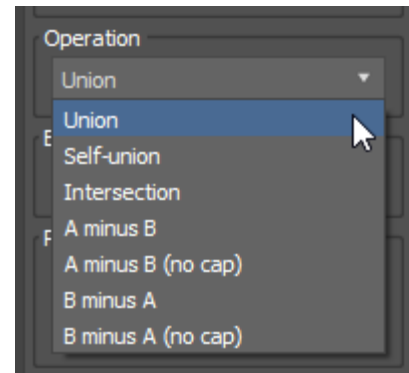 Operation
Union
Union
Self-union
Intersection
A minus B
A minus B (no cap)
B minus A
B minus A (no cap)